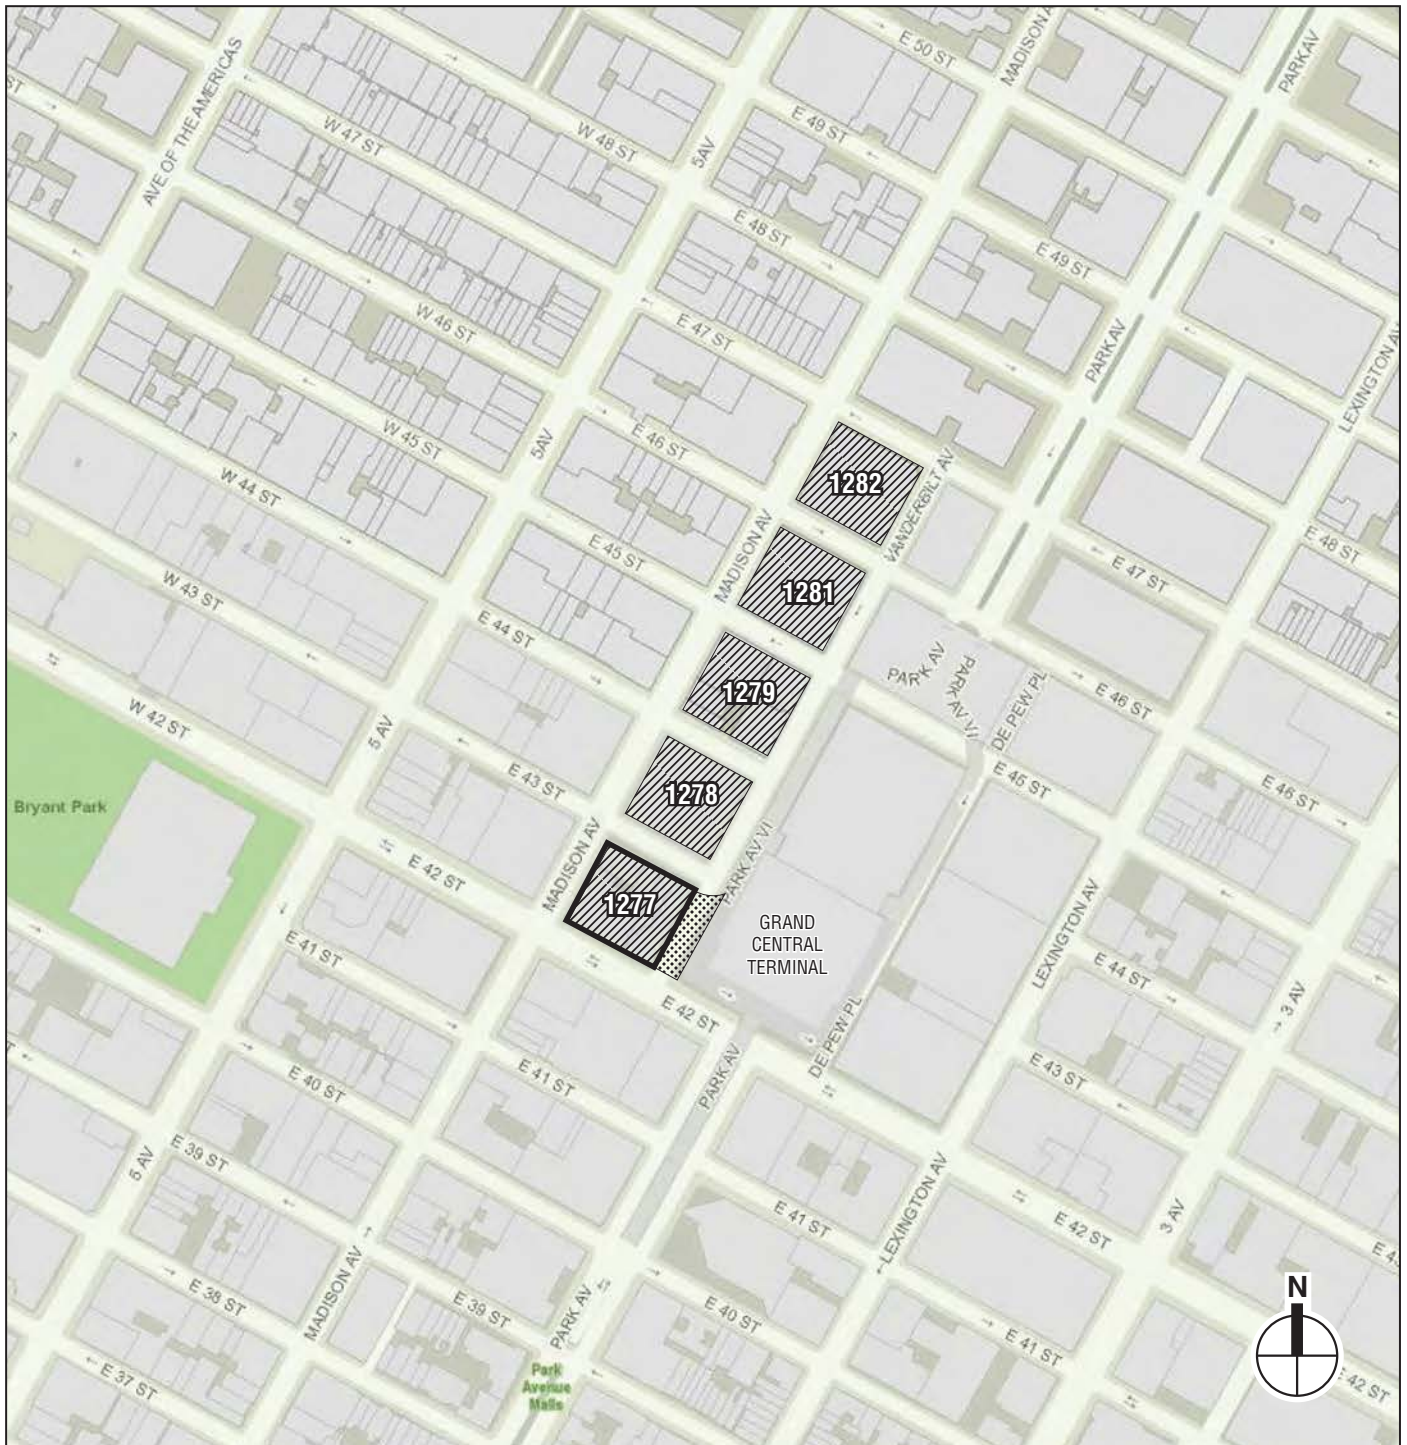 E 50 ST
MADISON A
PARK AV
AVE OF THE AMERICAS
ST
W 47 ST
W 48 ST
5AV
E 49 ST
E 48 ST
E 49 ST
W 46 ST
E 47 ST
PARK AV
LEXINGTON AV
W 45 ST
5AV
E 46 ST
1282
VANDERBILT AV
W 44 ST
MADISON AV
E 45 ST
E 48 ST
E 47 ST
1281
W 43 ST
E 44 ST
PARK AV
PARK AV VI
DE PEW PL
E 46 ST
1279
W 42 ST
5 AV
E 43 ST
E 45 ST
E 46 ST
1278
Bryant Park
MADISON AV
E 42 ST
PARK AV VI
1277
GRAND
CENTRAL
TERMINAL
LEXINGTON AV
E 41 ST
E 44 ST
3 AV
E 42 ST
DE PEW PL
E 40 ST
E 41 ST
PARK AV
E 43 ST
5 AV
E 39 ST
LEXINGTON AV
E 41 ST
E 42 ST
3 AV
E 4
MADISON AV
E 38 ST
E 39 ST
PARK AV
E 40 ST
E 41 ST
N
E 37 ST
Park
Avenue
Malls
E 42 ST